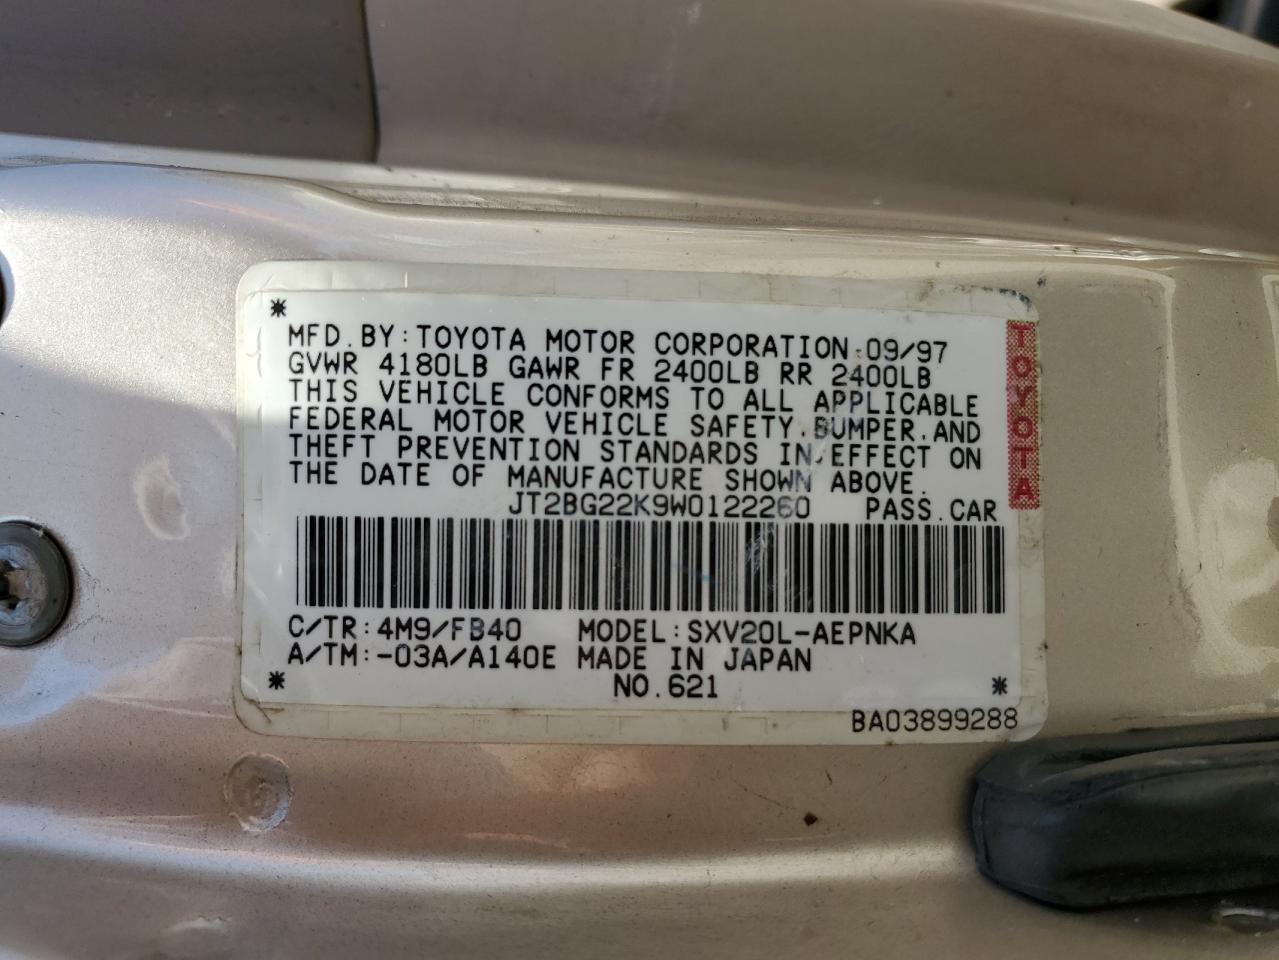 MFD. BY: TOYOTA MOTOR CORPORATION 09/97
GVWR 4180LB GAWR FR 2400LB RR 2400LB
THIS VEHICLE CONFORMS TO ALL APPLICABLE
FEDERAL MOTOR VEHICLE SAFETY, BUMPER, AND
THEFT PREVENTION STANDARDS IN EFFECT ON
THE DATE OF MANUFACTURE SHOWN ABOVE.
JT2BG22K9W0122260 PASS. CAR
C/TR: 4M9/FB40 MODEL: SXV20L-AEPNKA
A/TM: -03A/A140E MADE IN JAPAN
NO. 621
BA03899288
TOYOTA